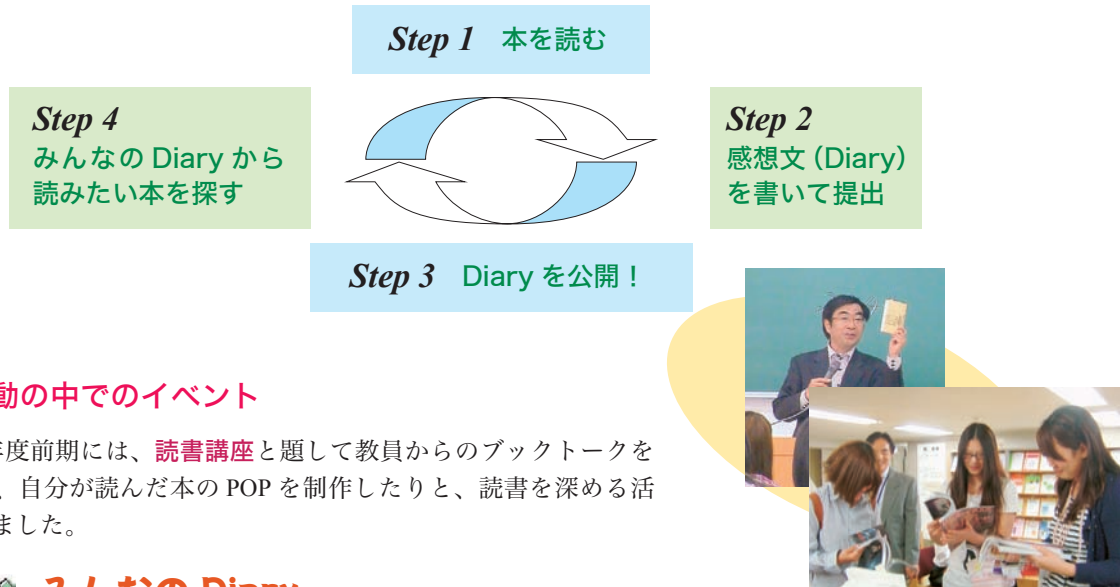 Step 1 本を読む
Step 4
みんなの Diary から
読みたい本を探す
Step 2
感想文 (Diary)
を書いて提出
Step 3 Diary を公開！
動の中でのイベント
年度前期には、読書講座と題して教員からのブックトークを
、自分が読んだ本の POP を制作したりと、読書を深める活
ました。
みんなの Diary